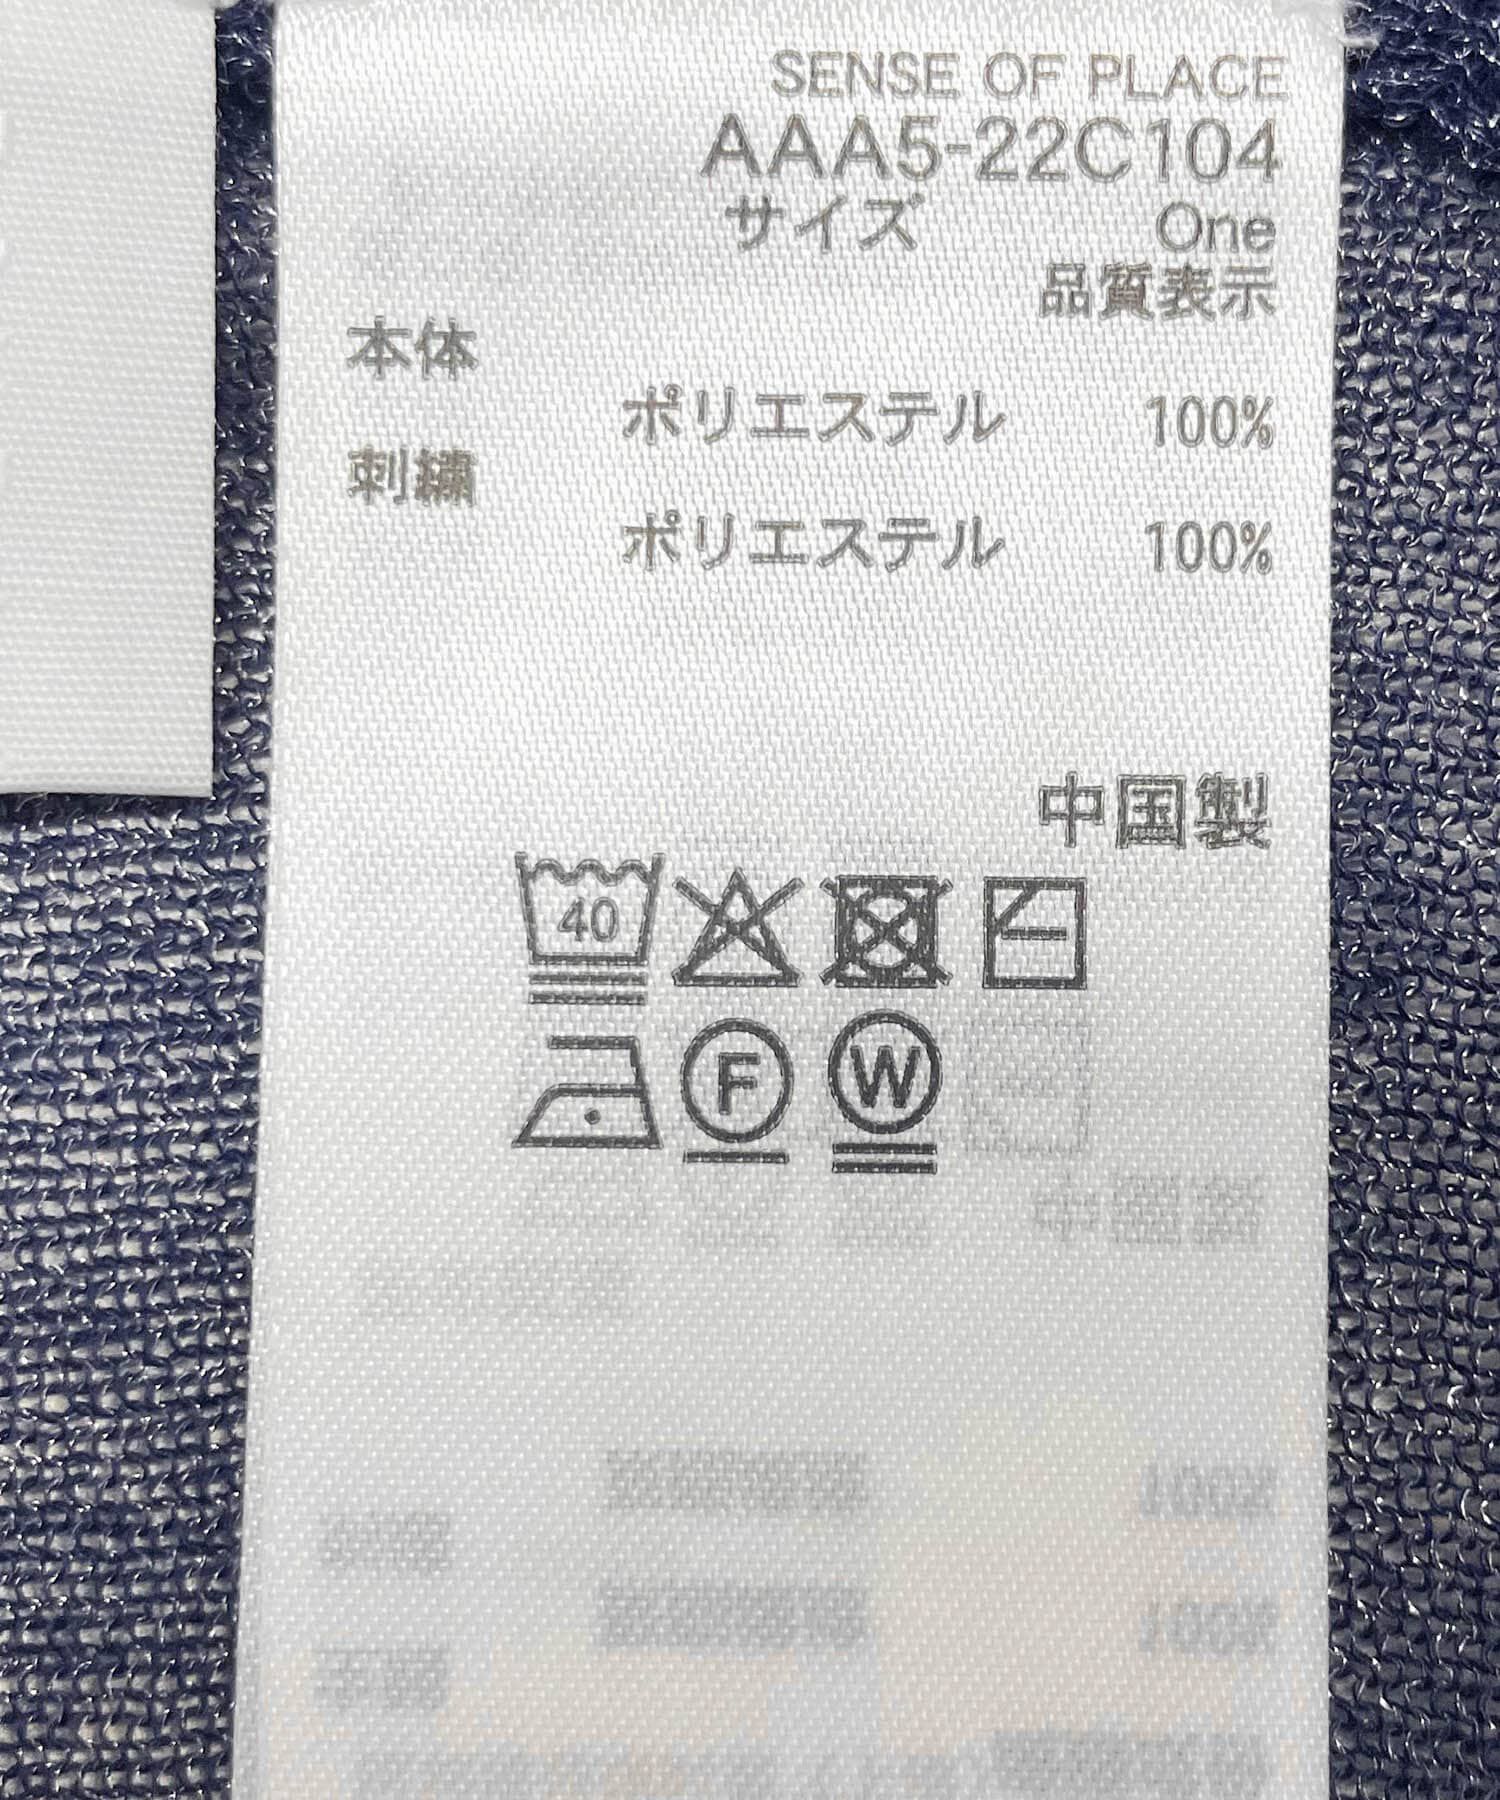 SENSE OF PLACE
AAA5-22C104
サイズ One
品質表示
本体
ポリエステル 100%
刺繍
ポリエステル 100%
中国製
40
F
W